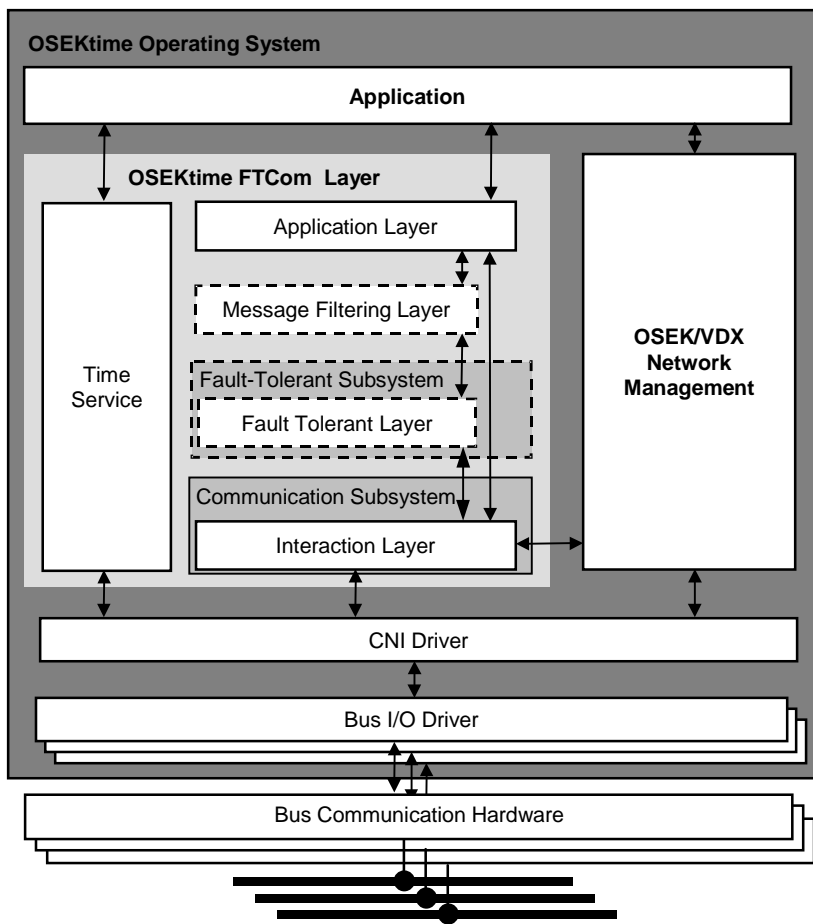 OSEKtime Operating System
Application
OSEKtime FTCom Layer
Application Layer
Message Filtering Layer
Fault-Tolerant Subsystem
Fault Tolerant Layer
Communication Subsystem
Interaction Layer
Time
Service
OSEK/VDX
Network
Management
CNI Driver
Bus I/O Driver
Bus Communication Hardware